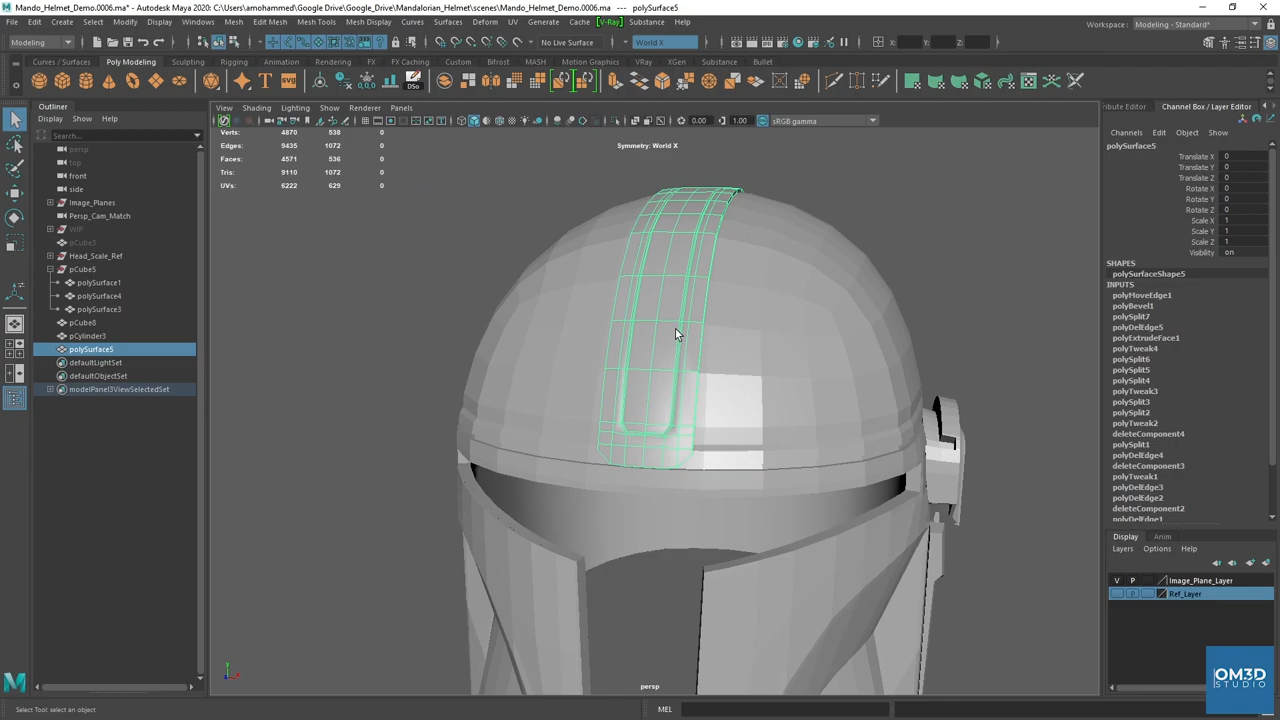 Mando_Helmet_Demo.0006.ma* - Autodesk Maya 2020: C:\Users\amohammed\Google Drive\Google_Drive\Mandalorian_Helmet\scenes\Mando_Helmet_Demo.0006.ma --- polySurface5
File Edit Create Select Modify Display Windows Mesh Edit Mesh Mesh Tools Mesh Display Curves Surfaces Deform UV Generate Cache [V-Ray] Substance Help
Workspace : Modeling - Standard*
Modeling No Live Surface World X X: Y: Z:
Curves / Surfaces Poly Modeling Sculpting Rigging Animation Rendering FX FX Caching Custom Bifrost MASH Motion Graphics VRay XGen Substance Bullet
Outliner
Display Show Help
Search...
persp
top
front
side
Image_Planes
Persp_Cam_Match
WIP
pCube3
Head_Scale_Ref
pCube5
polySurface1
polySurface4
polySurface3
pCube8
pCylinder3
polySurface5
defaultLightSet
defaultObjectSet
modelPanel3ViewSelectedSet
View Shading Lighting Show Renderer Panels
0.00 1.00 sRGB gamma
Verts: 4870 538 0
Edges: 9435 1072 0
Faces: 4571 536 0
Tris: 9110 1072 0
UVs: 6222 629 0
Symmetry: World X
persp
ribute Editor Channel Box / Layer Editor
Channels Edit Object Show
polySurface5
Translate X 0
Translate Y 0
Translate Z 0
Rotate X 0
Rotate Y 0
Rotate Z 0
Scale X 1
Scale Y 1
Scale Z 1
Visibility on
SHAPES
polySurfaceShape5
INPUTS
polyMoveEdge1
polyBevel1
polySplit7
polyDelEdge5
polyExtrudeFace1
polyTweak4
polySplit6
polySplit5
polySplit4
polyTweak3
polySplit3
polySplit2
polyTweak2
deleteComponent4
polySplit1
polyDelEdge4
deleteComponent3
polyTweak1
polyDelEdge3
polyDelEdge2
deleteComponent2
polyDelEdge1
Display Anim
Layers Options Help
V P Image_Plane_Layer
P Ref_Layer
Select Tool: select an object
MEL
OM3D
STUDIO